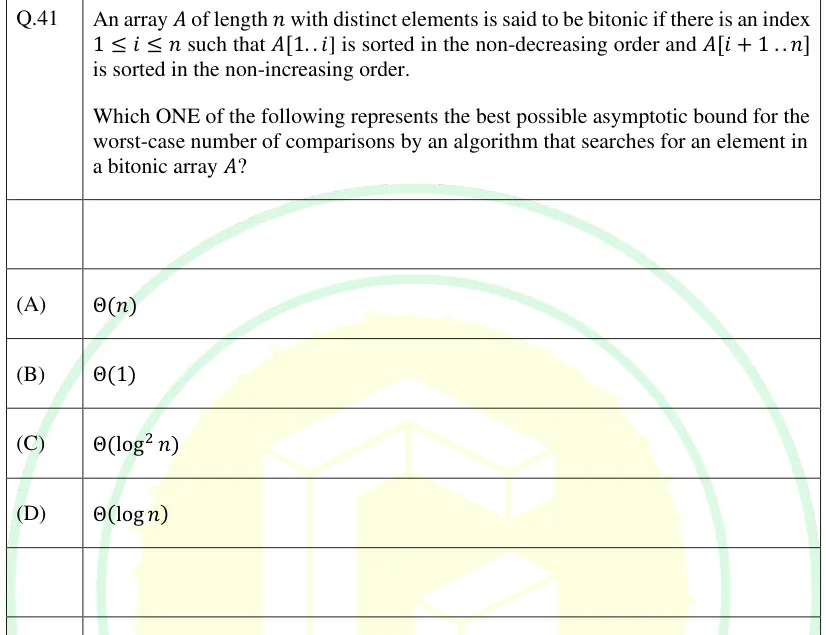 Q.41 An array A of length n with distinct elements is said to be bitonic if there is an index
1 ≤ i ≤ n such that A[1. . i] is sorted in the non-decreasing order and A[i + 1 . . n]
is sorted in the non-increasing order.
Which ONE of the following represents the best possible asymptotic bound for the
worst-case number of comparisons by an algorithm that searches for an element in
a bitonic array A?
(A) Θ(n)
(B) Θ(1)
(C) Θ(log² n)
(D) Θ(log n)